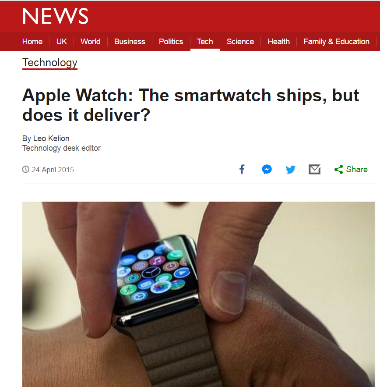 NEWS
Home UK World Business Politics Tech Science Health Family & Education
Technology
Apple Watch: The smartwatch ships, but
does it deliver?
By Leo Kelion
Technology desk editor
24 April 2015
Share